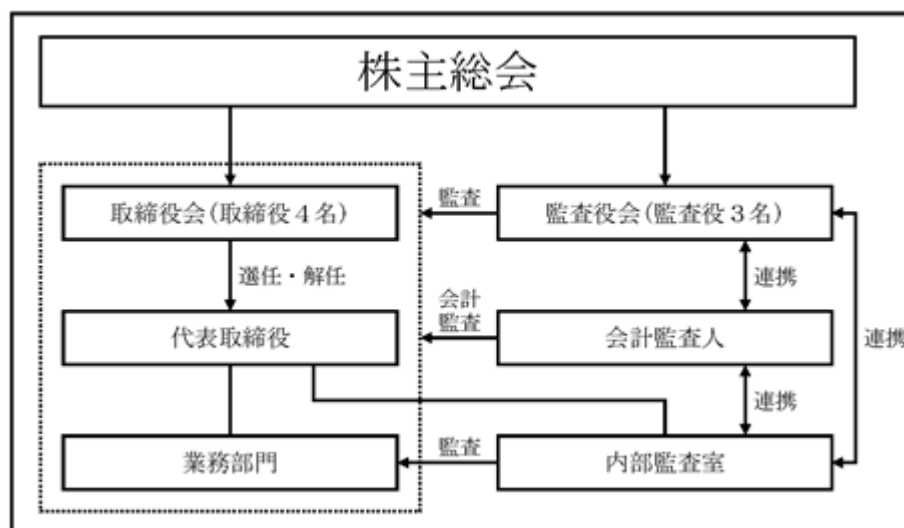 株主総会
取締役会(取締役４名)
監査
監査役会(監査役３名)
選任・解任
連携
会計
監査
代表取締役
会計監査人
連携
連携
業務部門
監査
内部監査室